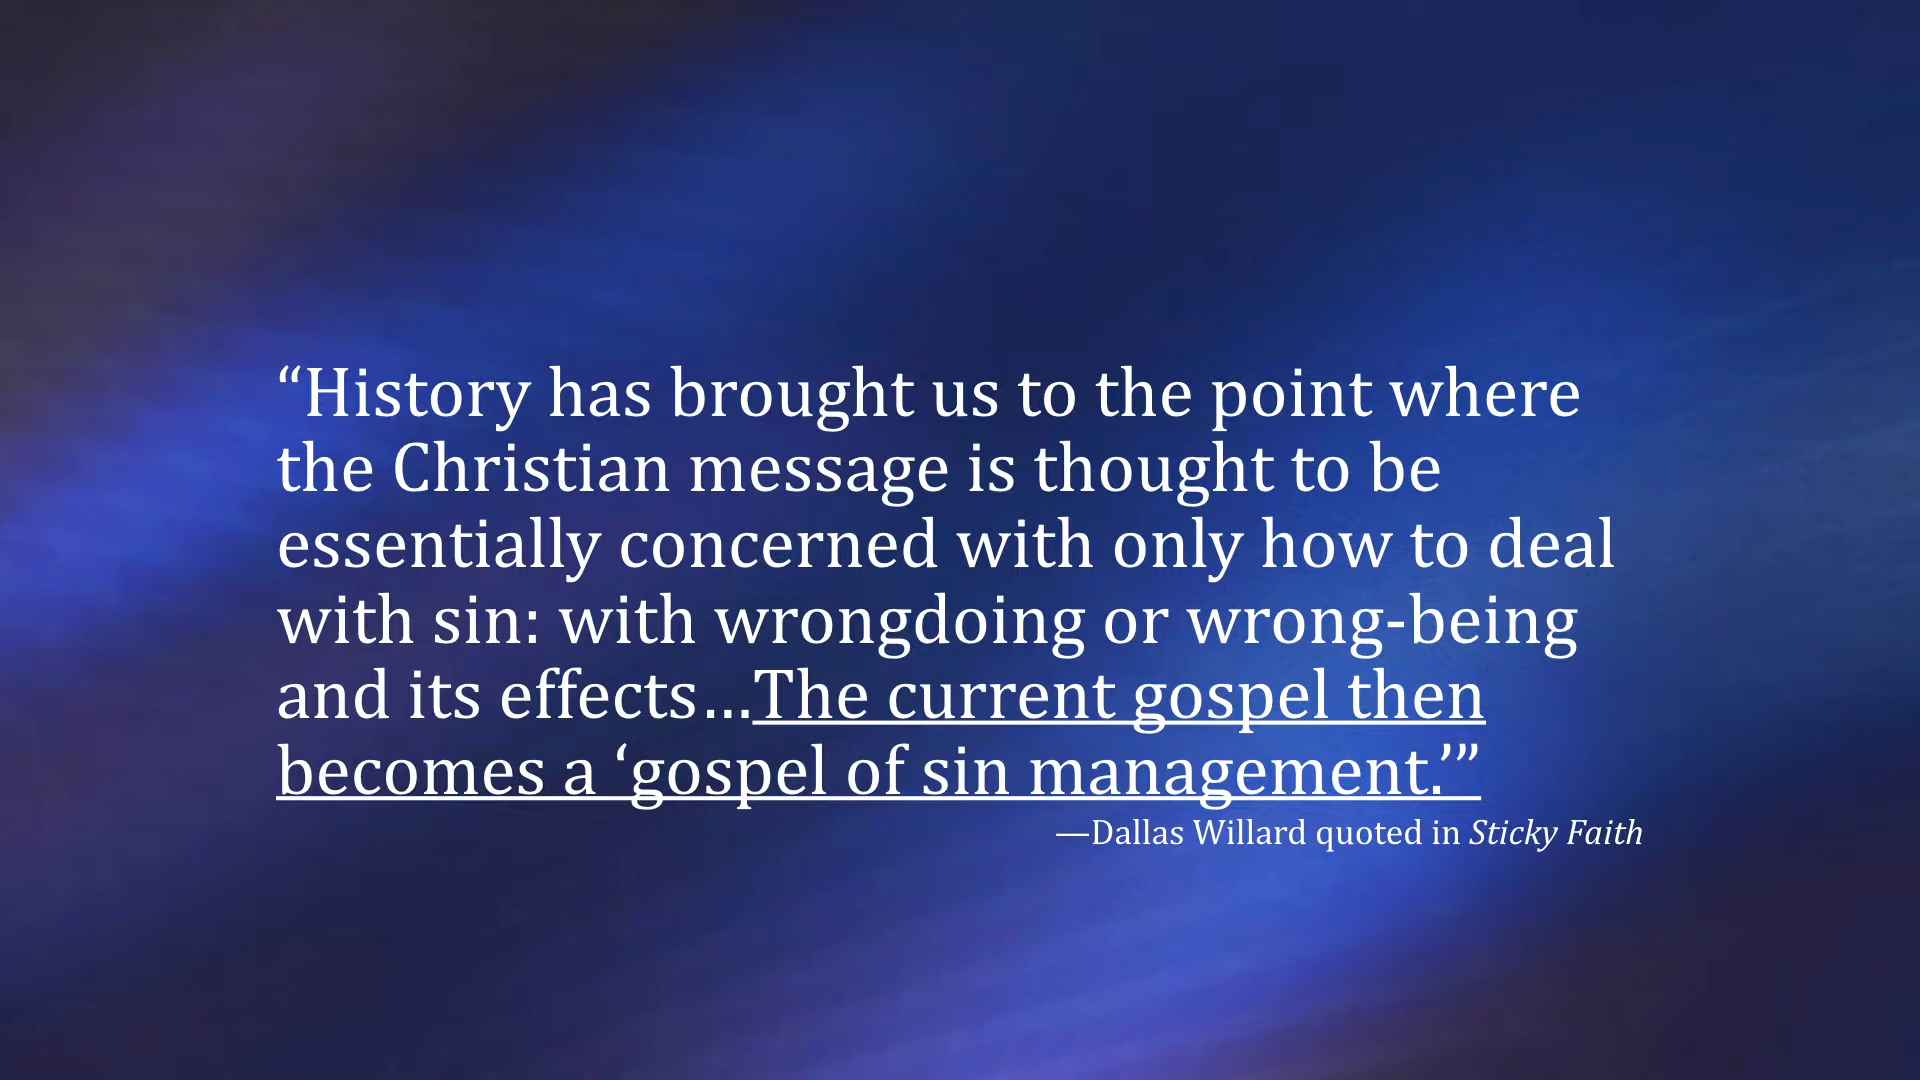 “History has brought us to the point where
the Christian message is thought to be
essentially concerned with only how to deal
with sin: with wrongdoing or wrong-being
and its effects…The current gospel then
becomes a ‘gospel of sin management.’”
—Dallas Willard quoted in Sticky Faith